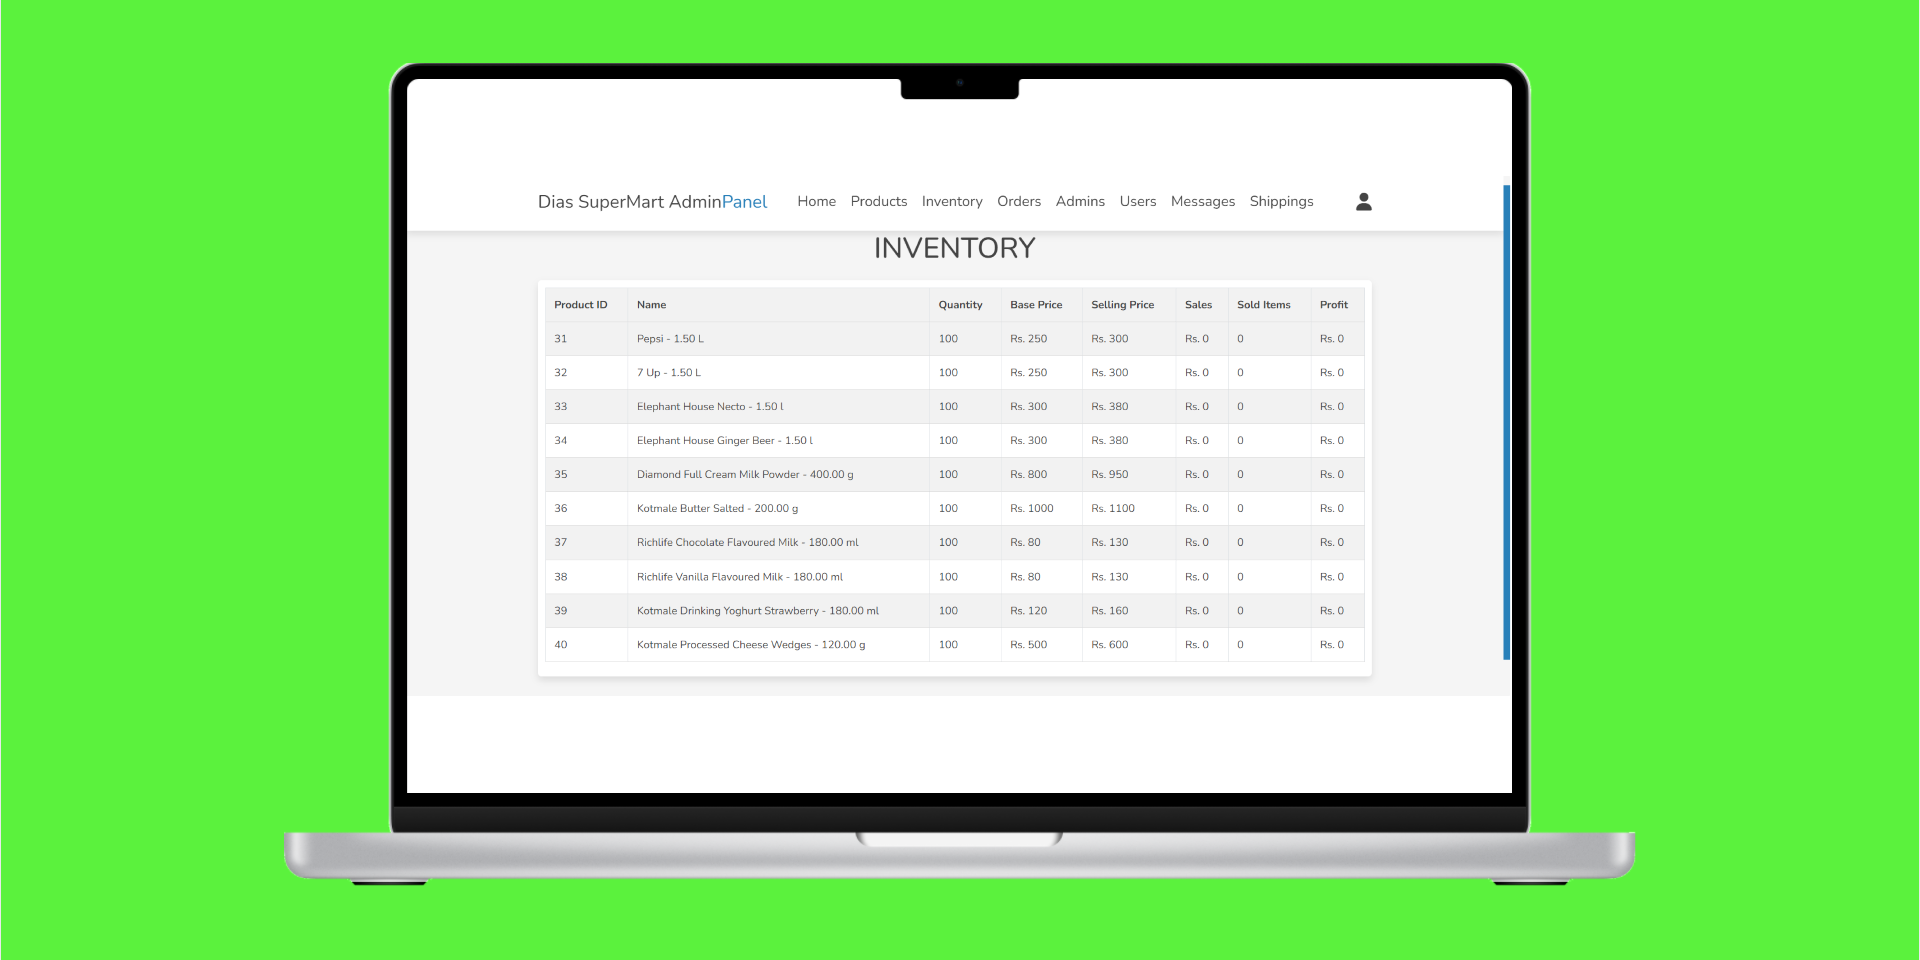 Dias SuperMart AdminPanel Home Products Inventory Orders Admins Users Messages Shippings
INVENTORY
Product ID Name Quantity Base Price Selling Price Sales Sold Items Profit
31 Pepsi - 1.50 L 100 Rs. 250 Rs. 300 Rs. 0 0 Rs. 0
32 7 Up - 1.50 L 100 Rs. 250 Rs. 300 Rs. 0 0 Rs. 0
33 Elephant House Necto - 1.50 l 100 Rs. 300 Rs. 380 Rs. 0 0 Rs. 0
34 Elephant House Ginger Beer - 1.50 l 100 Rs. 300 Rs. 380 Rs. 0 0 Rs. 0
35 Diamond Full Cream Milk Powder - 400.00 g 100 Rs. 800 Rs. 950 Rs. 0 0 Rs. 0
36 Kotmale Butter Salted - 200.00 g 100 Rs. 1000 Rs. 1100 Rs. 0 0 Rs. 0
37 Richlife Chocolate Flavoured Milk - 180.00 ml 100 Rs. 80 Rs. 130 Rs. 0 0 Rs. 0
38 Richlife Vanilla Flavoured Milk - 180.00 ml 100 Rs. 80 Rs. 130 Rs. 0 0 Rs. 0
39 Kotmale Drinking Yoghurt Strawberry - 180.00 ml 100 Rs. 120 Rs. 160 Rs. 0 0 Rs. 0
40 Kotmale Processed Cheese Wedges - 120.00 g 100 Rs. 500 Rs. 600 Rs. 0 0 Rs. 0